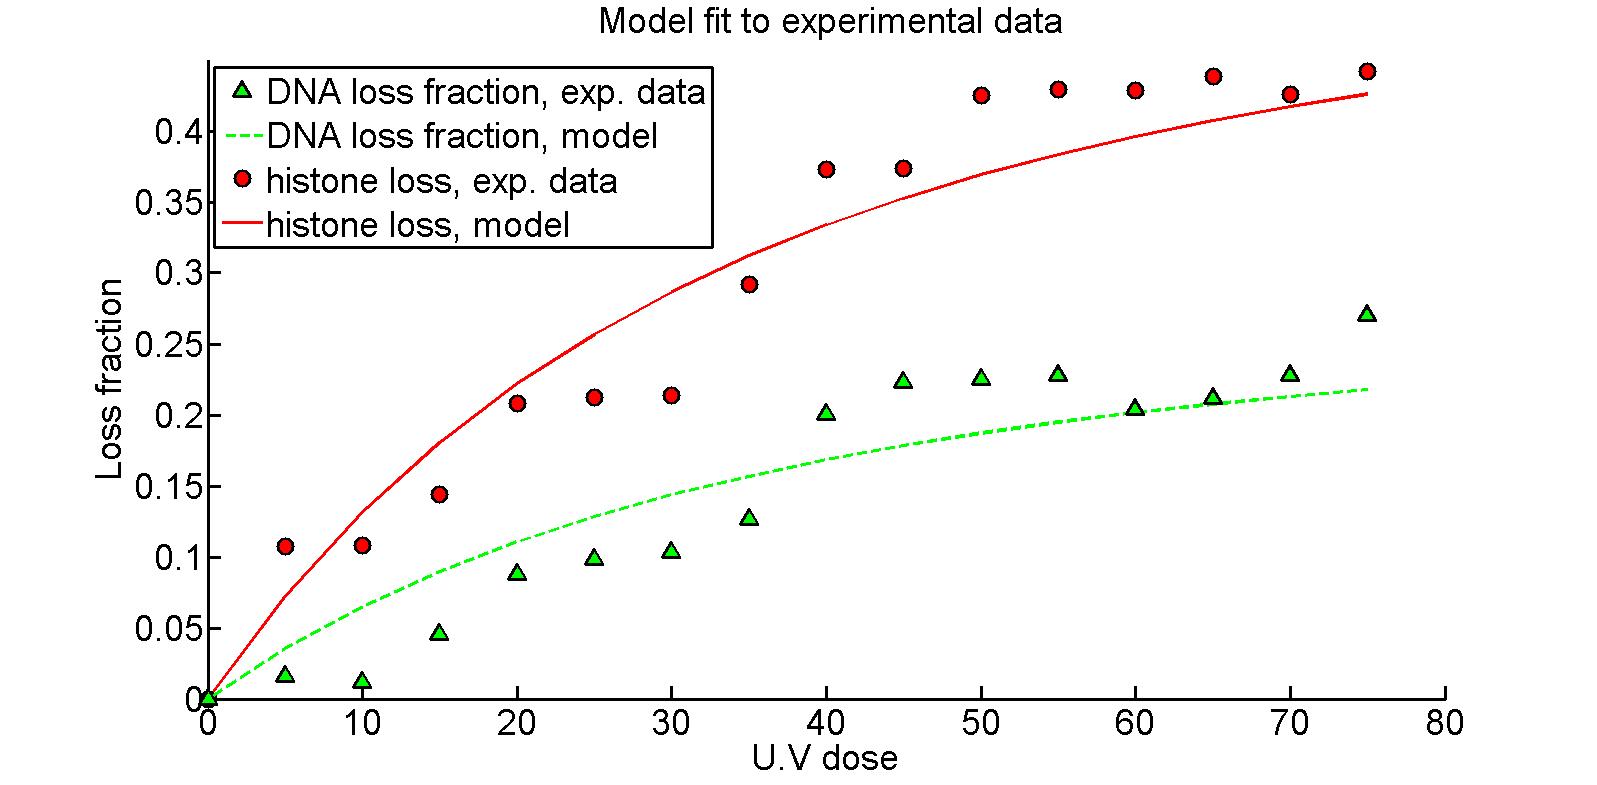 Model fit to experimental data
DNA loss fraction, exp. data
DNA loss fraction, model
histone loss, exp. data
histone loss, model
Loss fraction
0.4
0.35
0.3
0.25
0.2
0.15
0.1
0.05
0
0 10 20 30 40 50 60 70 80
U.V dose